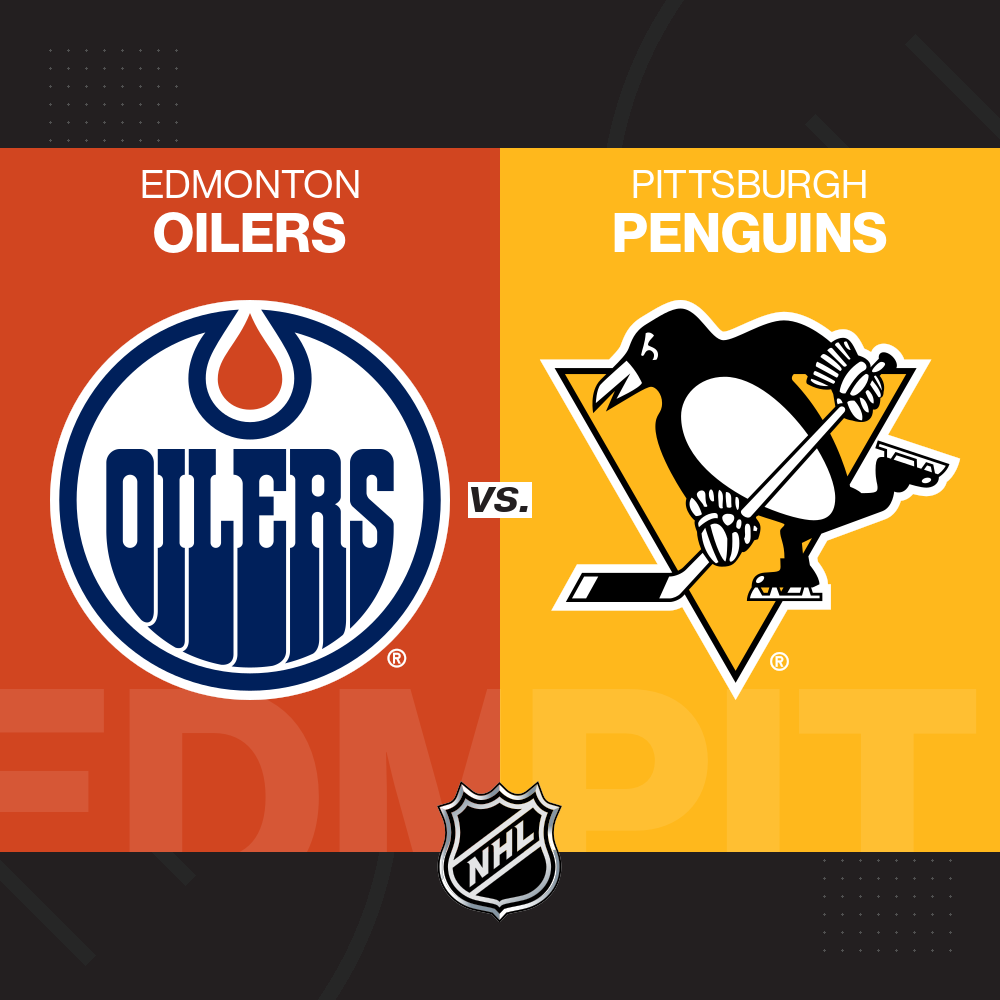 EDMONTON
OILERS
PITTSBURGH
PENGUINS
OILERS
®
vs.
®
EDM
PIT
NHL